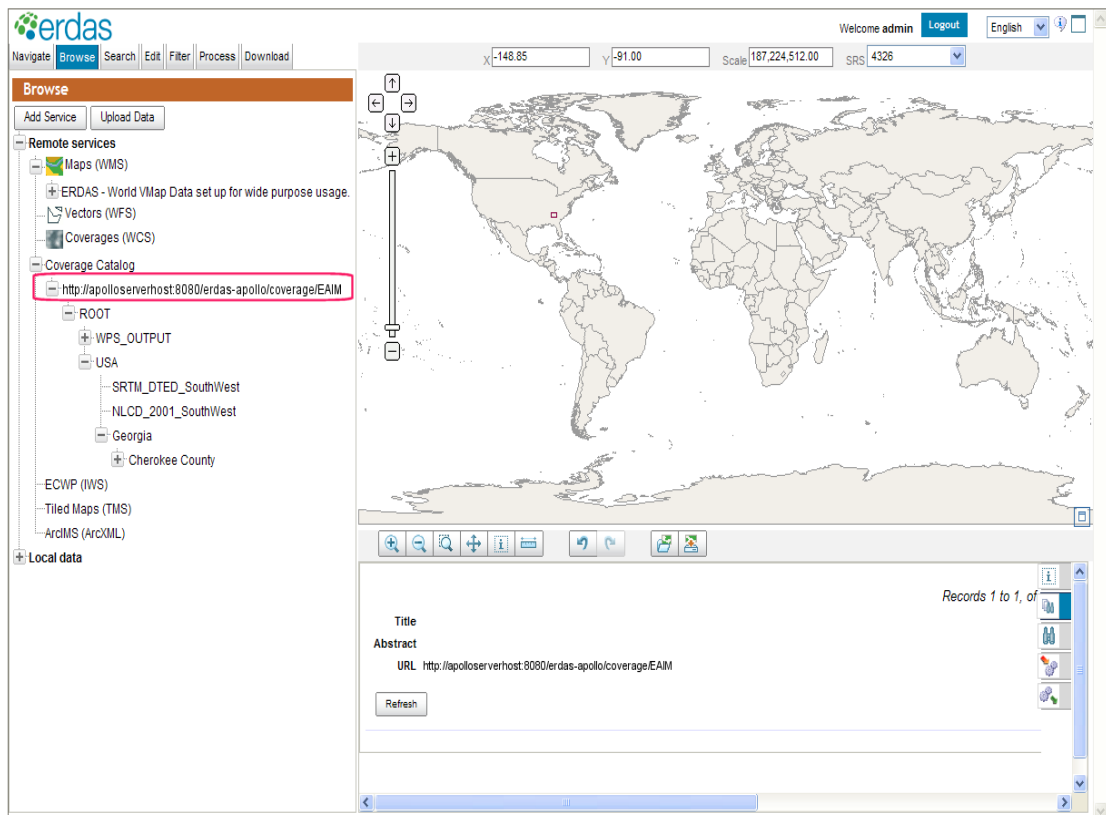 erdas
Welcome admin Logout English
Navigate Browse Search Edit Filter Process Download
X -148.85 Y -91.00 Scale 187,224,512.00 SRS 4326
Browse
Add Service Upload Data
Remote services
Maps (WMS)
ERDAS - World VMap Data set up for wide purpose usage.
Vectors (WFS)
Coverages (WCS)
Coverage Catalog
http://apolloserverhost:8080/erdas-apollo/coverage/EAIM
ROOT
WPS_OUTPUT
USA
SRTM_DTED_SouthWest
NLCD_2001_SouthWest
Georgia
Cherokee County
ECWP (IWS)
Tiled Maps (TMS)
ArcIMS (ArcXML)
Local data
Records 1 to 1, of
Title
Abstract
URL http://apolloserverhost:8080/erdas-apollo/coverage/EAIM
Refresh